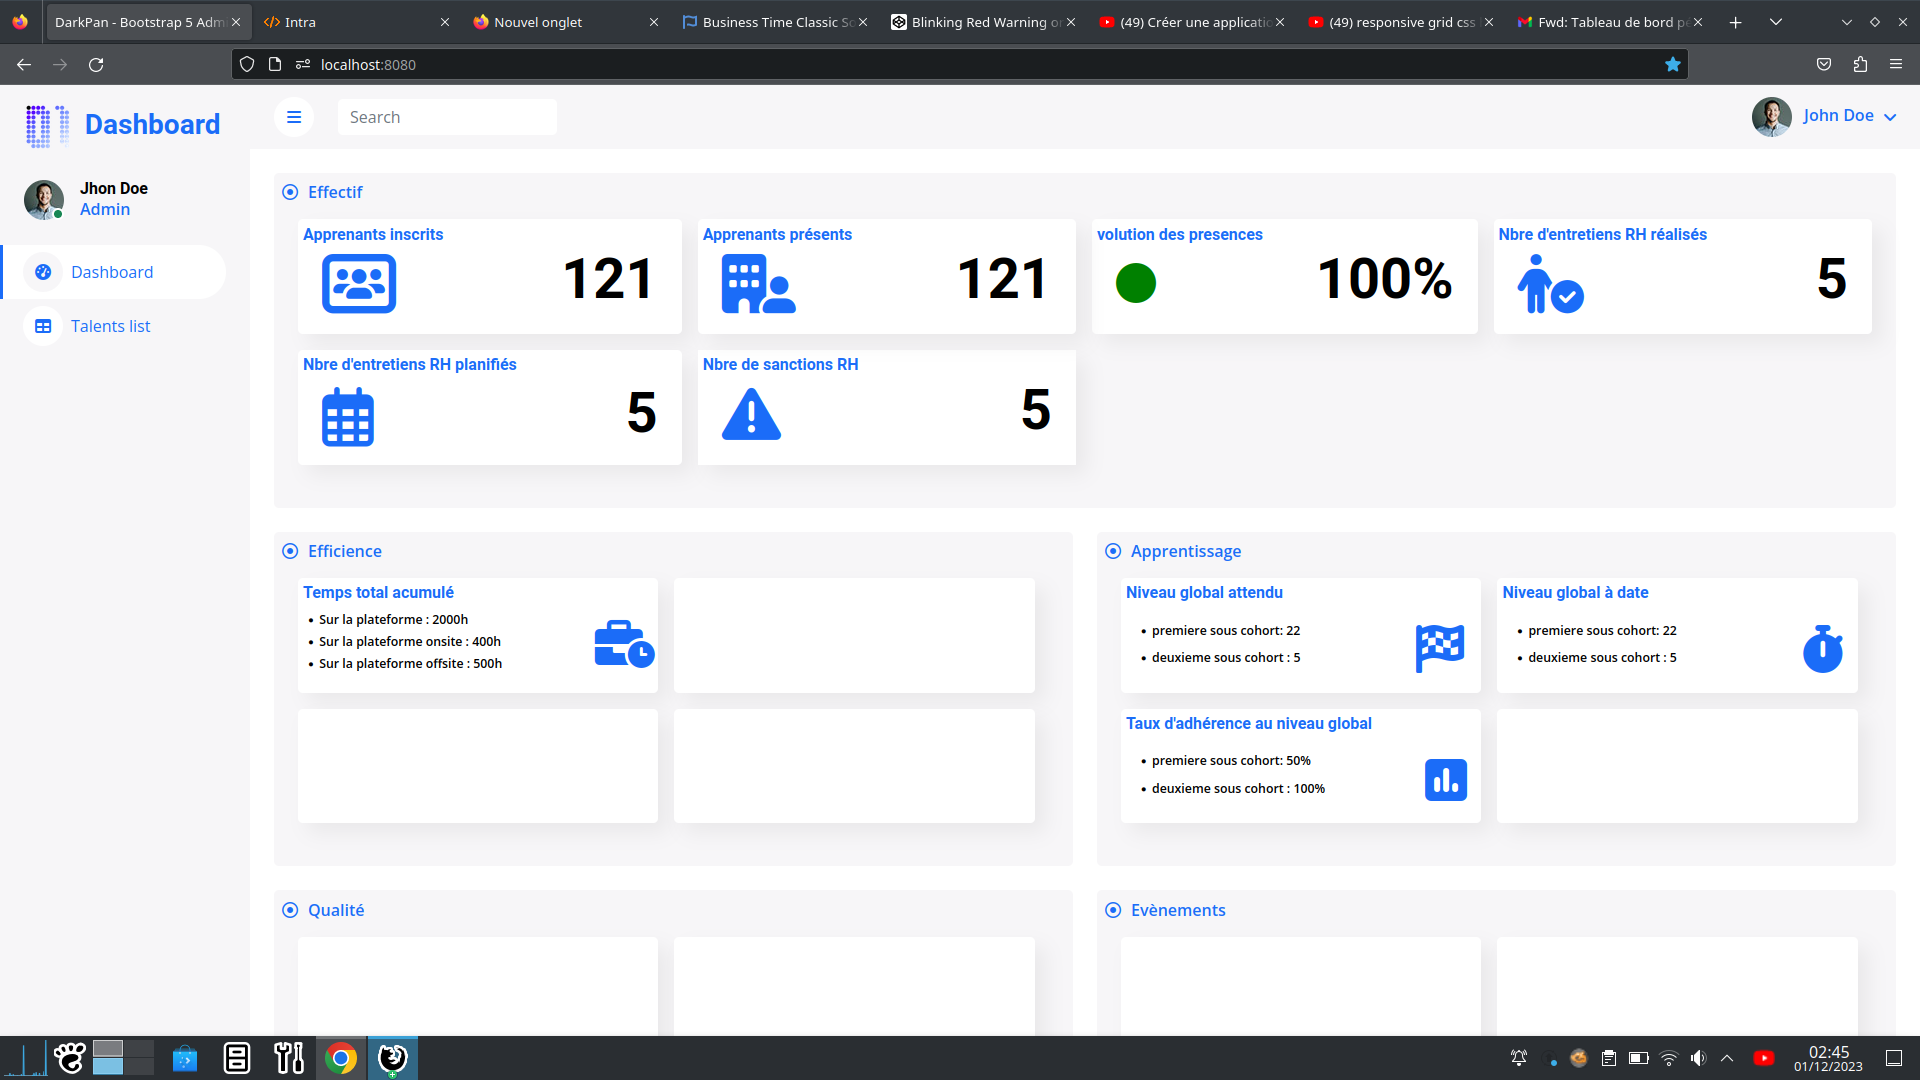 DarkPan - Bootstrap 5 Adm
Intra
Nouvel onglet
Business Time Classic So
Blinking Red Warning or
(49) Créer une applicatio
(49) responsive grid css
Fwd: Tableau de bord pe
localhost:8080
Dashboard
Search
John Doe
Jhon Doe
Admin
Dashboard
Talents list
Effectif
Apprenants inscrits
121
Apprenants présents
121
volution des presences
100%
Nbre d'entretiens RH réalisés
5
Nbre d'entretiens RH planifiés
5
Nbre de sanctions RH
5
Efficience
Temps total acumulé
• Sur la plateforme : 2000h
• Sur la plateforme onsite : 400h
• Sur la plateforme offsite : 500h
Apprentissage
Niveau global attendu
• premiere sous cohort: 22
• deuxieme sous cohort : 5
Niveau global à date
• premiere sous cohort: 22
• deuxieme sous cohort : 5
Taux d'adhérence au niveau global
• premiere sous cohort: 50%
• deuxieme sous cohort : 100%
Qualité
Evènements
02:45
01/12/2023